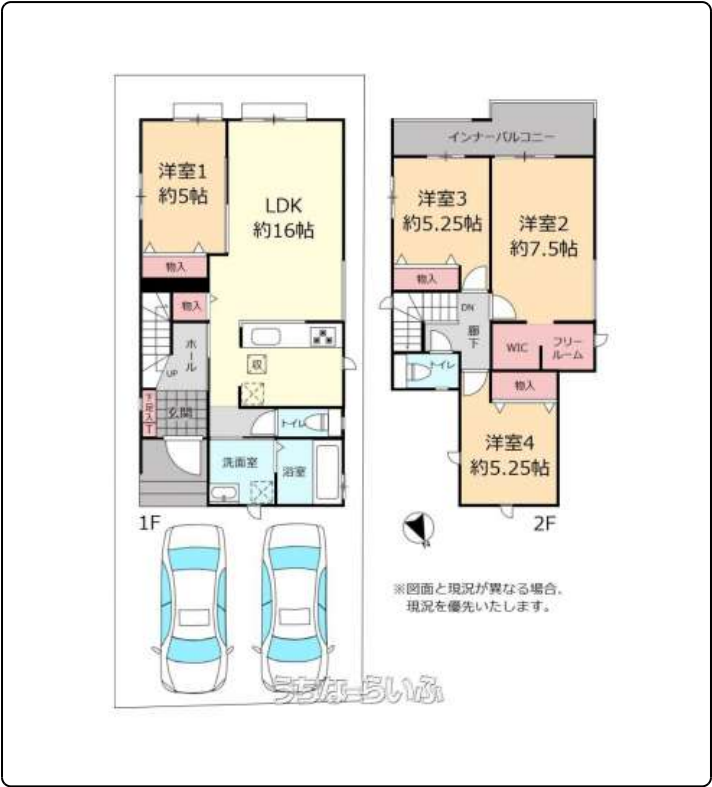 洋室1
約5帖
LDK
約16帖
物入
物入
ホール
UP
収
下足入
玄関
トイレ
洗面室
浴室
1F
インナーバルコニー
洋室3
約5.25帖
洋室2
約7.5帖
物入
DN
廊下
WIC
フリー
ルーム
トイレ
物入
洋室4
約5.25帖
2F
※図面と現況が異なる場合、
現況を優先いたします。
うちなーらいふ